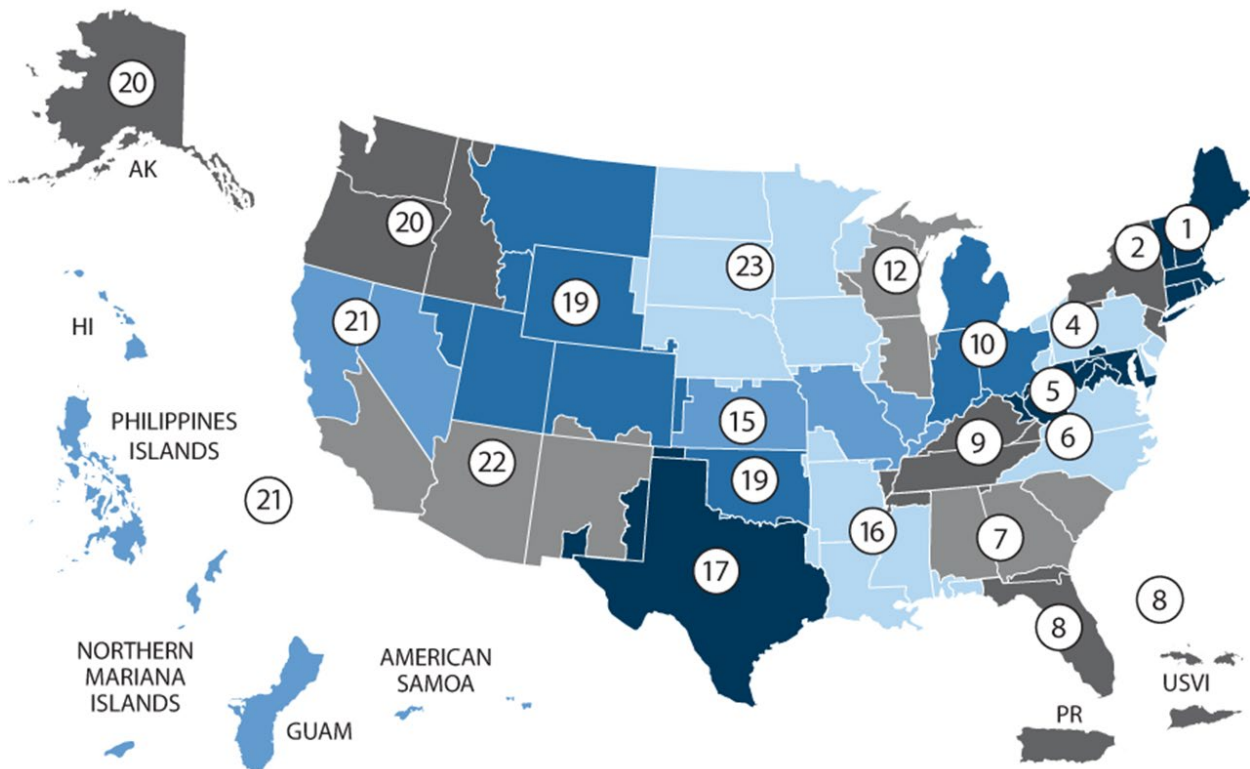 20
AK
1
20
2
12
23
HI
19
21
4
10
5
PHILIPPINES
ISLANDS
15
6
9
22
19
21
16
7
17
8
8
NORTHERN
MARIANA
ISLANDS
AMERICAN
SAMOA
USVI
GUAM
PR